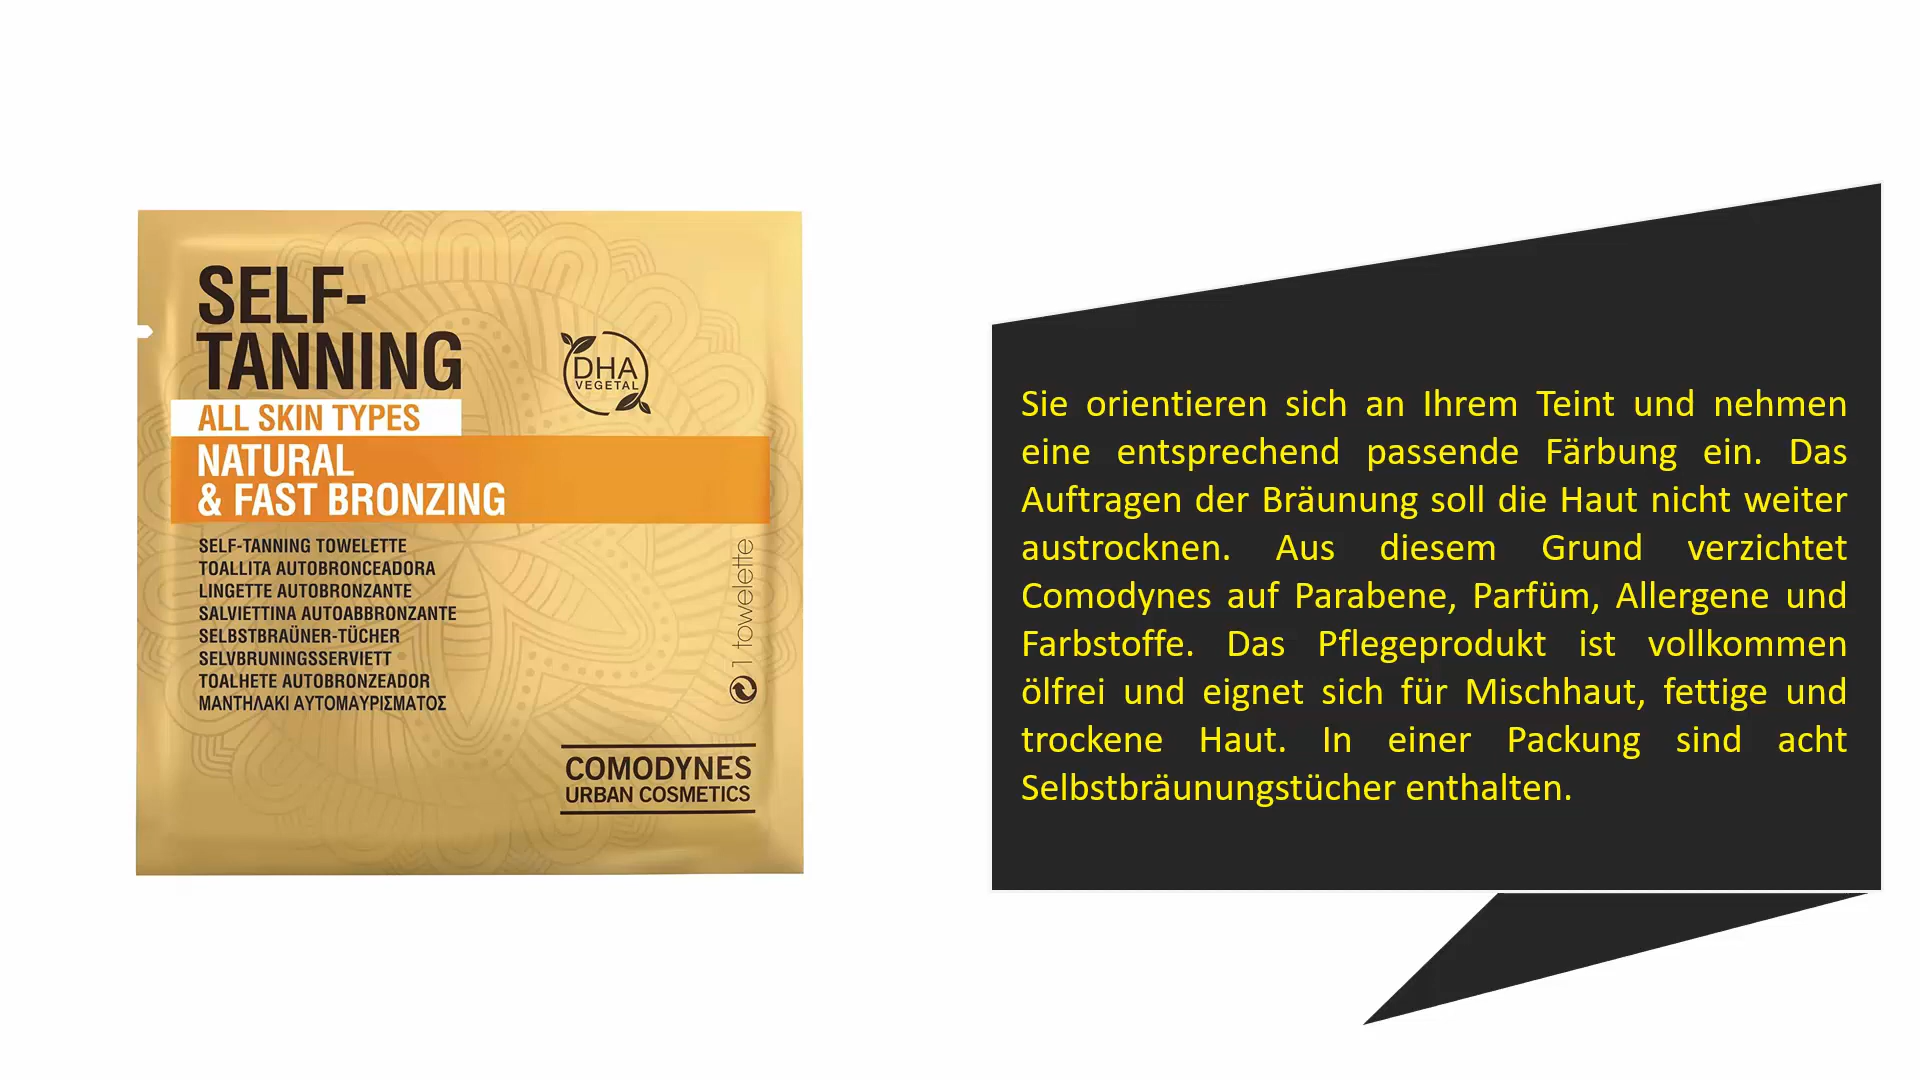 SELF-
TANNING
ALL SKIN TYPES
NATURAL
& FAST BRONZING
DHA
VEGETAL
SELF-TANNING TOWELETTE
TOALLITA AUTOBRONCEADORA
LINGETTE AUTOBRONZANTE
SALVIETTINA AUTOABBRONZANTE
SELBSTBRAÜNER-TÜCHER
SELVBRUNINGSSERVIETT
TOALHETE AUTOBRONZEADOR
ΜΑΝΤΗΛΑΚΙ ΑΥΤΟΜΑΥΡΙΣΜΑΤΟΣ
1 towelette
COMODYNES
URBAN COSMETICS
Sie orientieren sich an Ihrem Teint und nehmen
eine entsprechend passende Färbung ein. Das
Auftragen der Bräunung soll die Haut nicht weiter
austrocknen. Aus diesem Grund verzichtet
Comodynes auf Parabene, Parfüm, Allergene und
Farbstoffe. Das Pflegeprodukt ist vollkommen
ölfrei und eignet sich für Mischhaut, fettige und
trockene Haut. In einer Packung sind acht
Selbstbräunungstücher enthalten.